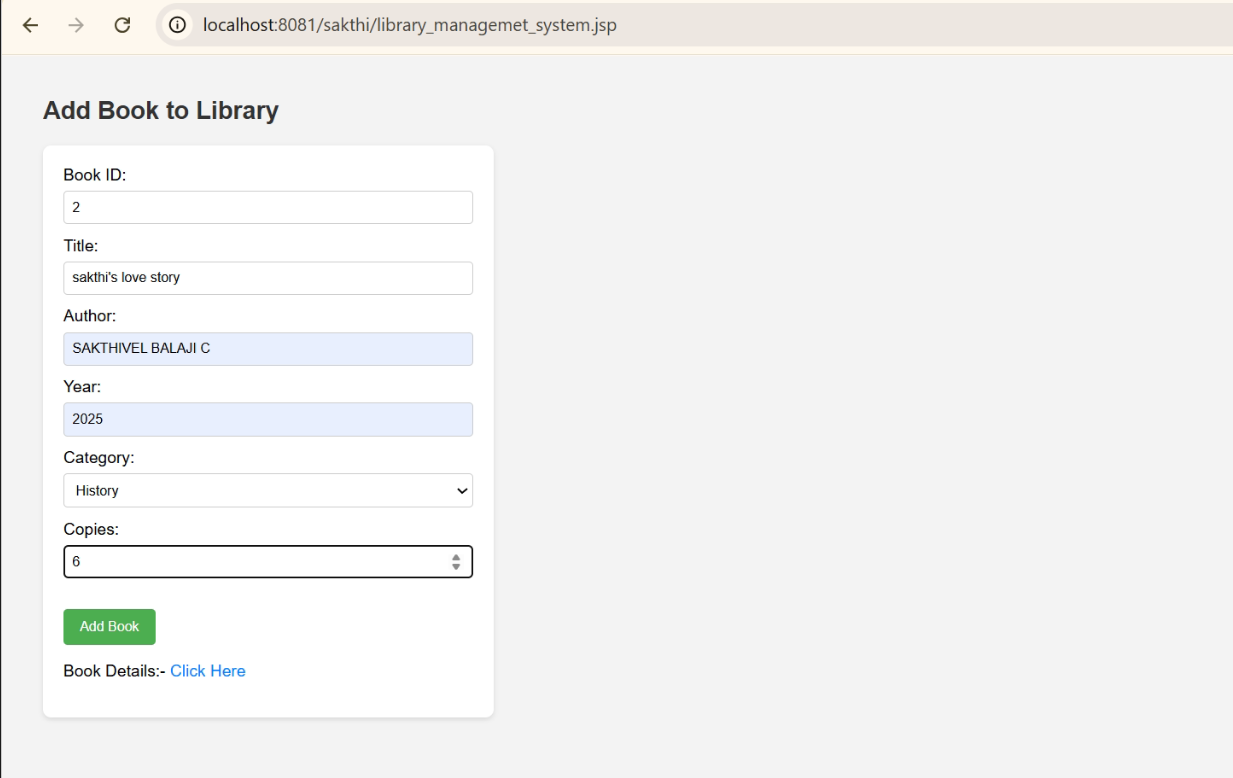 localhost:8081/sakthi/library_managemet_system.jsp
Add Book to Library
Book ID:
2
Title:
sakthi's love story
Author:
SAKTHIVEL BALAJI C
Year:
2025
Category:
History
Copies:
6
Add Book
Book Details:- Click Here